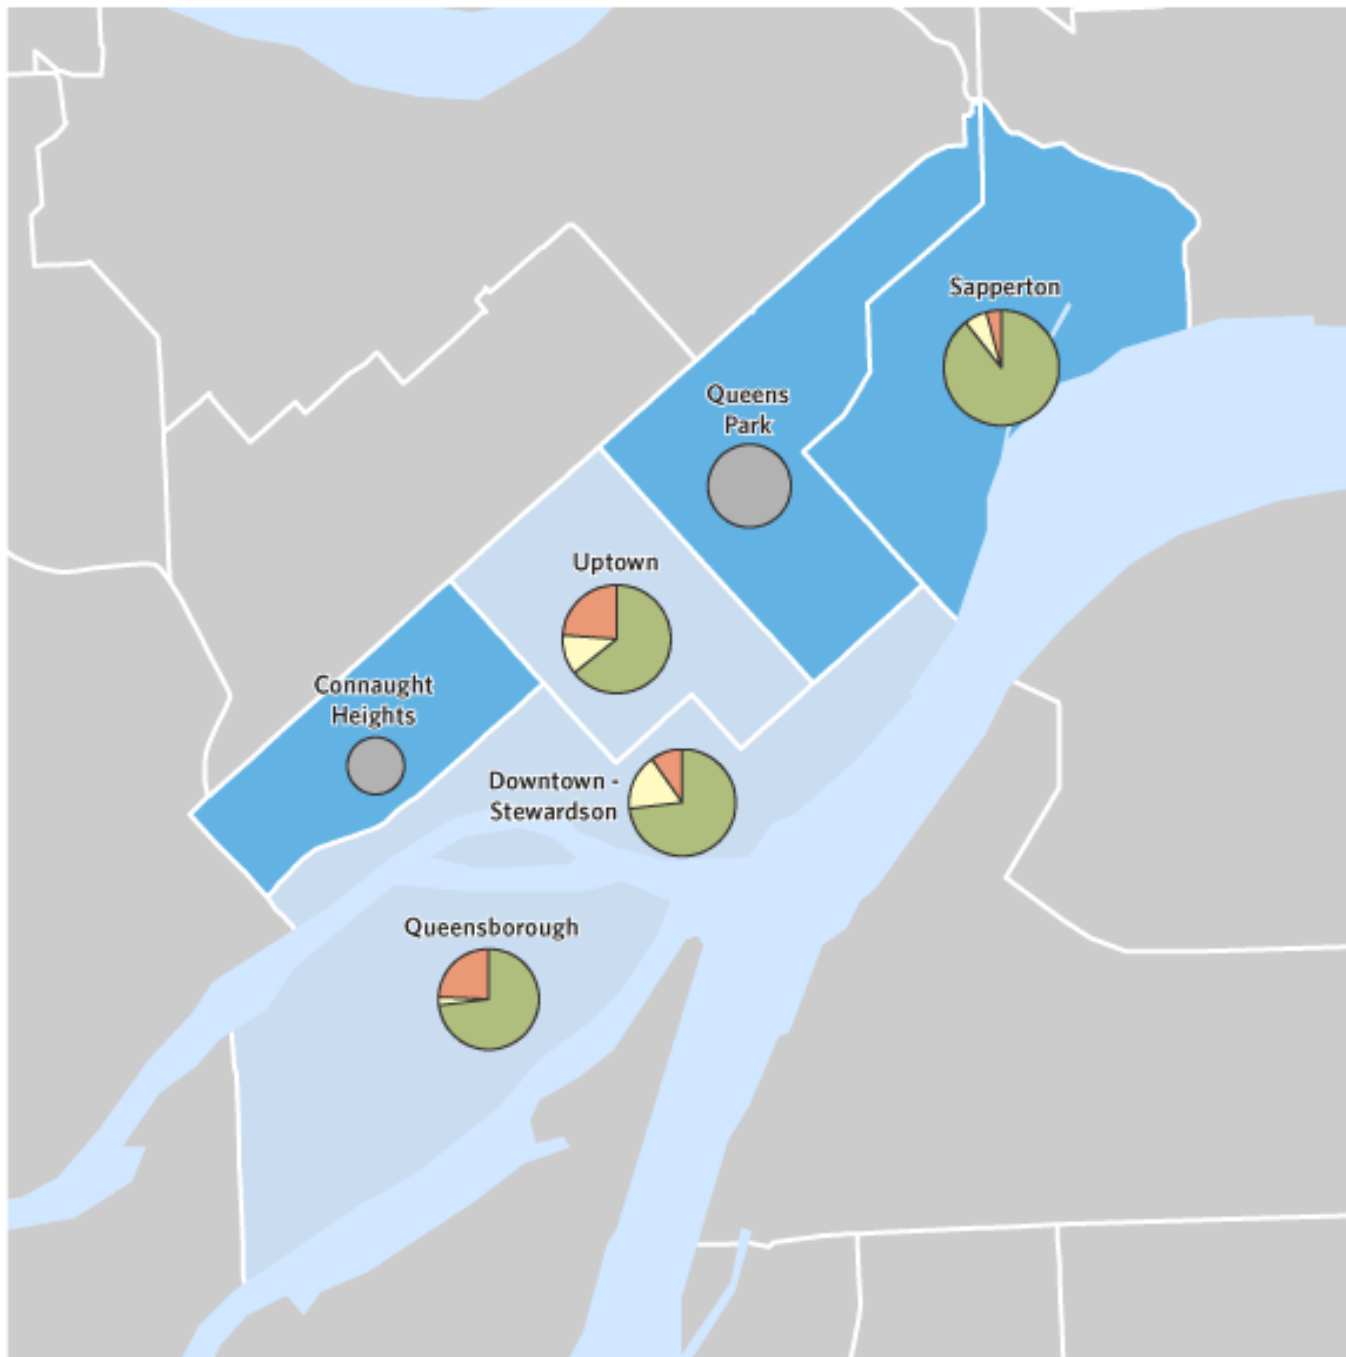 Sapperton
Queens
Park
Uptown
Connaught
Heights
Downtown -
Stewardson
Queensborough